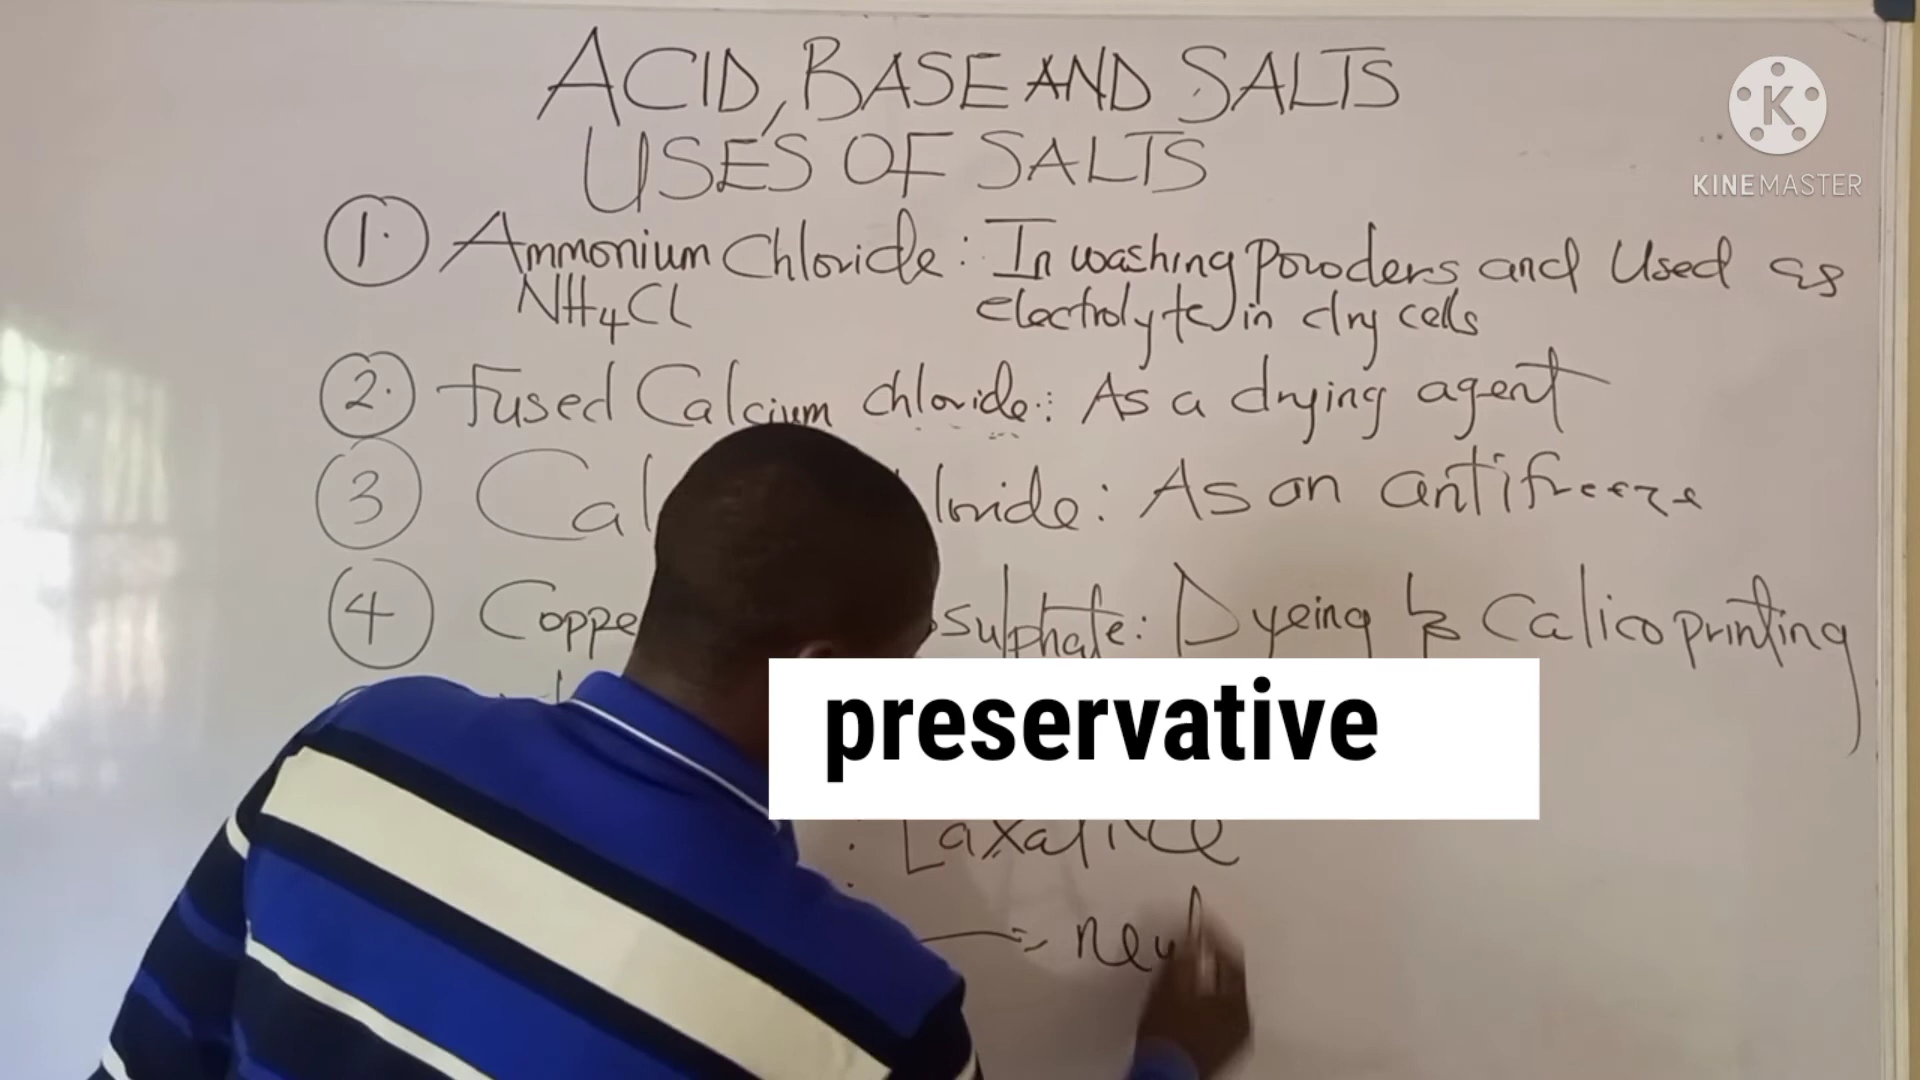 ACID, BASE AND SALTS
USES OF SALTS
K
KINEMASTER
1. Ammonium Chloride: In washing powders and used as
NH4Cl electrolyte in dry cells
2. Fused Calcium chloride: As a drying agent
3 Cal loride: As an antifreeze
4 Coppe sulphate: Dyeing & Calico printing
preservative
: Laxative
neu